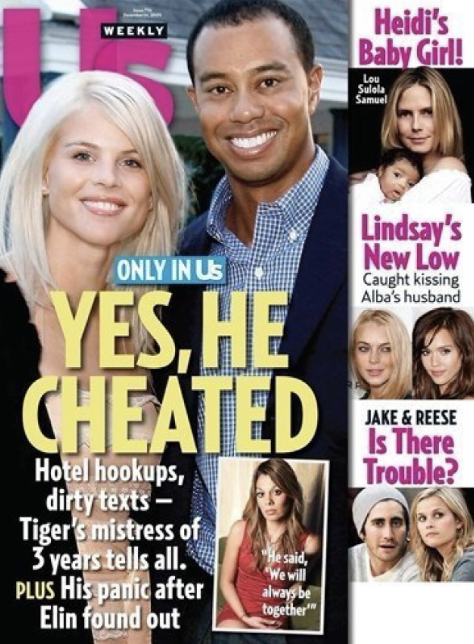 Us
WEEKLY
ONLY IN Us
YES, HE
CHEATED
Hotel hookups,
dirty texts –
Tiger's mistress of
3 years tells all.
PLUS His panic after
Elin found out
"He said,
'We will
always be
together'"
Heidi's
Baby Girl!
Lou
Sulola
Samuel
Lindsay's
New Low
Caught kissing
Alba's husband
JAKE & REESE
Is There
Trouble?